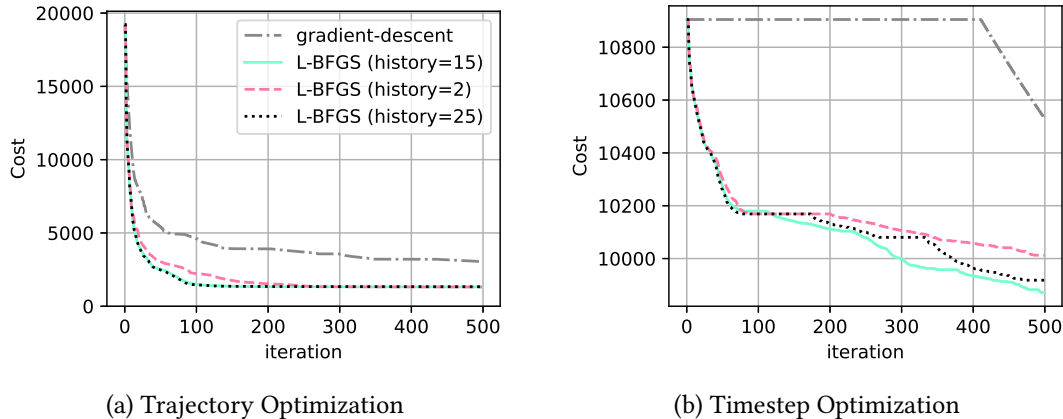 20000
15000
10000
5000
0
Cost
gradient-descent
L-BFGS (history=15)
L-BFGS (history=2)
L-BFGS (history=25)
0 100 200 300 400 500
iteration
(a) Trajectory Optimization
10800
10600
10400
10200
10000
Cost
0 100 200 300 400 500
iteration
(b) Timestep Optimization